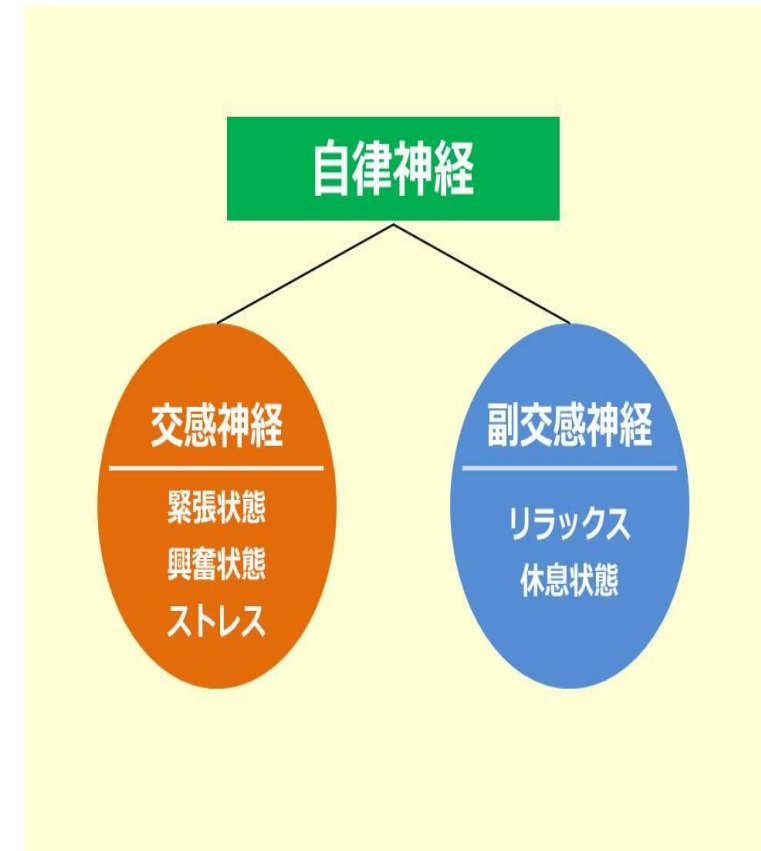 自律神経
交感神経
緊張状態
興奮状態
ストレス
副交感神経
リラックス
休息状態